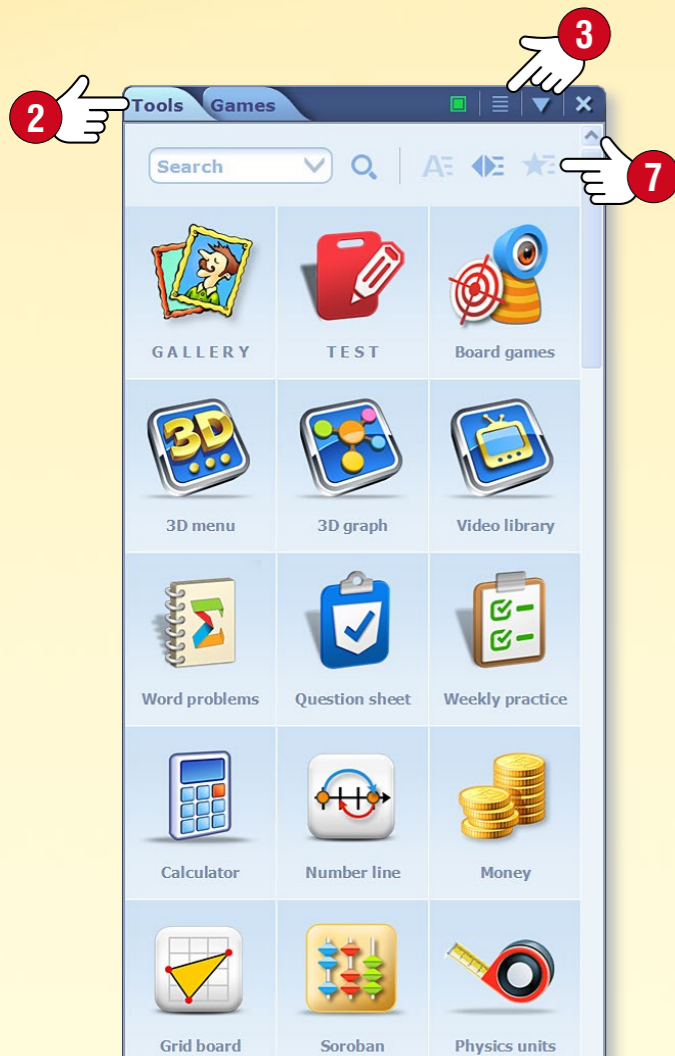 3
2
Tools Games
Search
7
GALLERY TEST Board games
3D
3D menu 3D graph Video library
Word problems Question sheet Weekly practice
Calculator Number line Money
Grid board Soroban Physics units